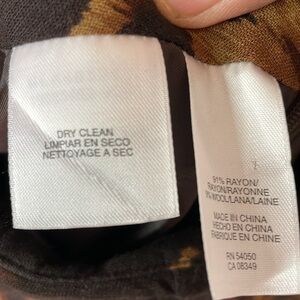 DRY CLEAN
LIMPIAR EN SECO
NETTOYAGE A SEC
91% RAYON/
RAYON/RAYONNE
9% WOOL/LANA/LAINE
MADE IN CHINA
HECHO EN CHINA
FABRIQUE EN CHINE
RN 54050
CA 08349